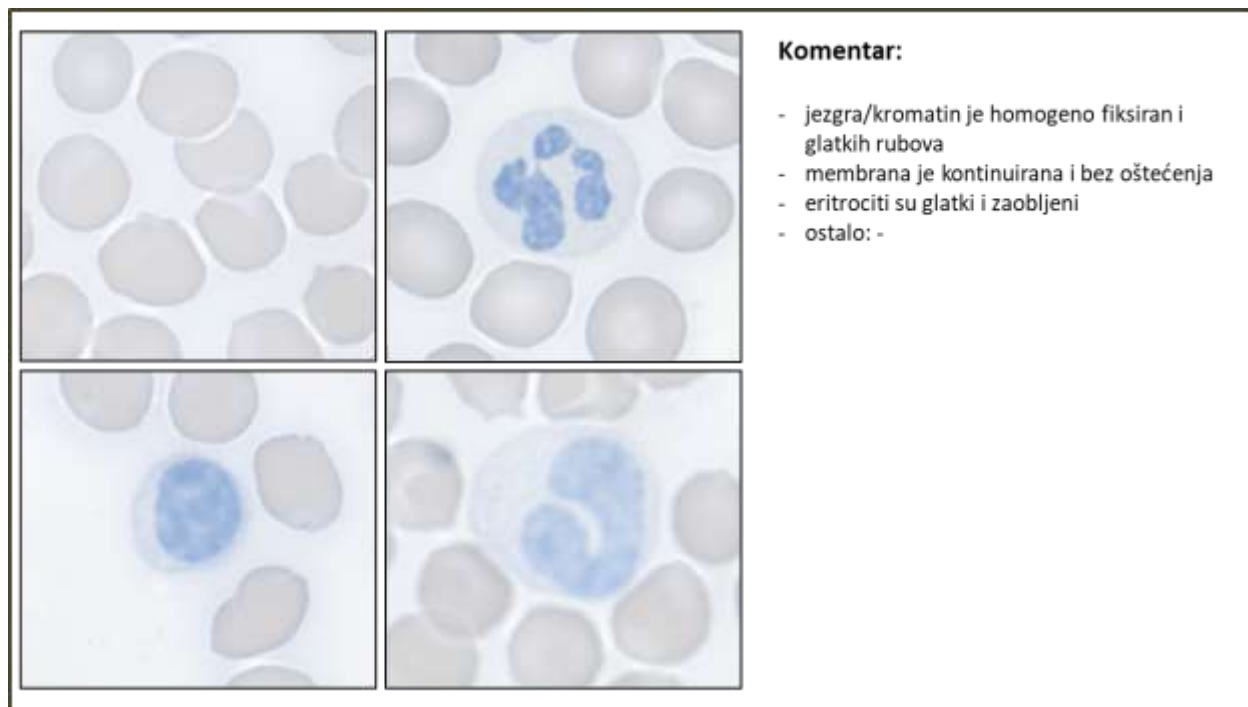 Komentar:
- jezgra/kromatin je homogeno fiksiran i
glatkih rubova
- membrana je kontinuirana i bez oštećenja
- eritrociti su glatki i zaobljeni
- ostalo: -